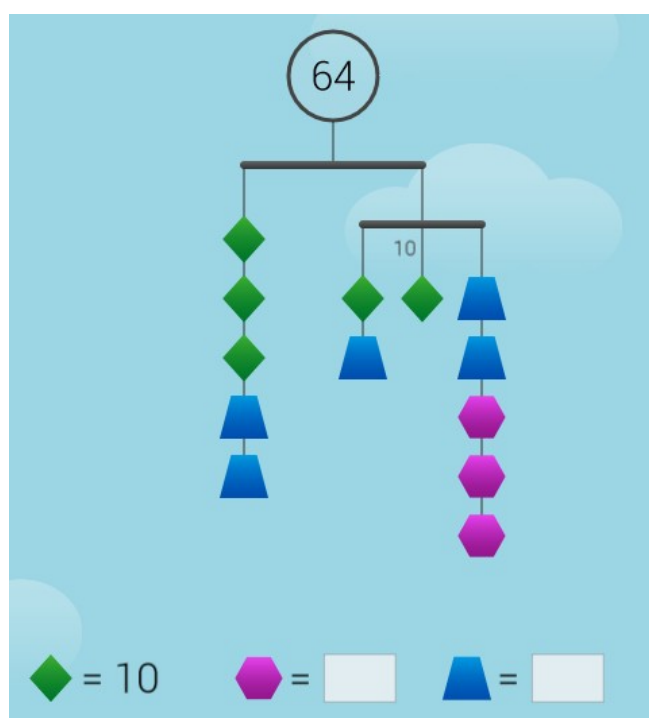 64
10
= 10 = =